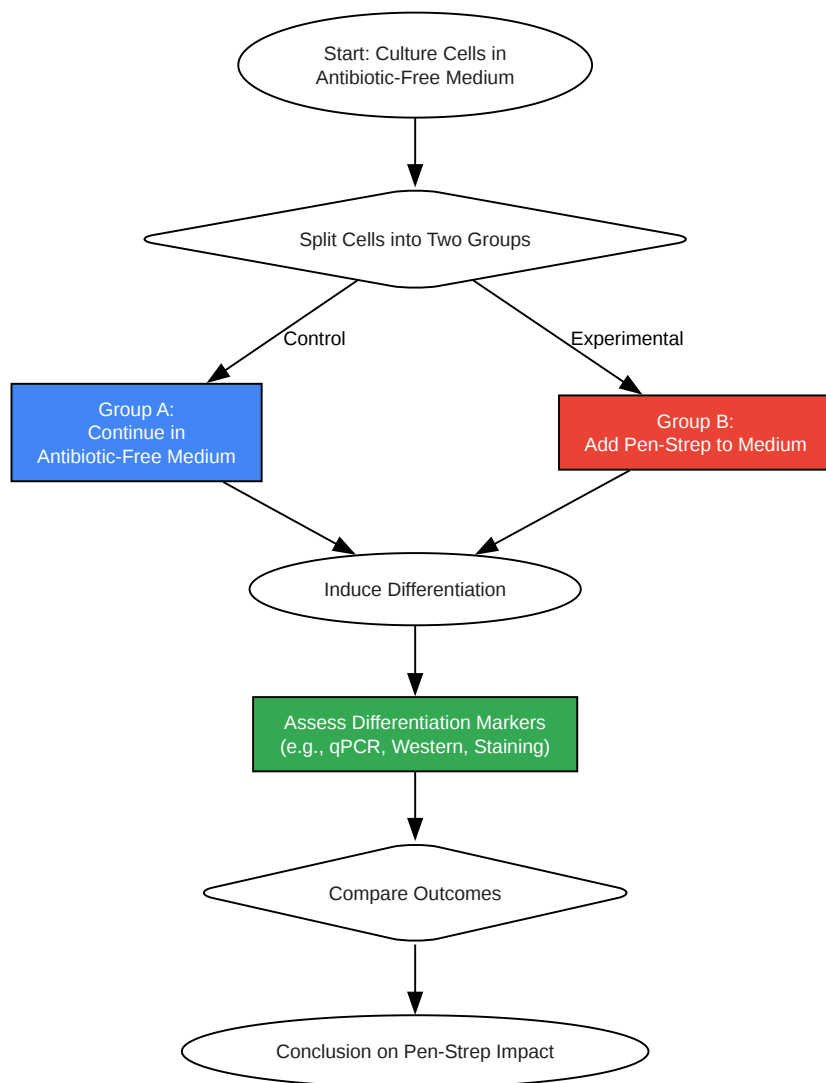 Start: Culture Cells in
Antibiotic-Free Medium
Split Cells into Two Groups
Control
Experimental
Group A:
Continue in
Antibiotic-Free Medium
Group B:
Add Pen-Strep to Medium
Induce Differentiation
Assess Differentiation Markers
(e.g., qPCR, Western, Staining)
Compare Outcomes
Conclusion on Pen-Strep Impact